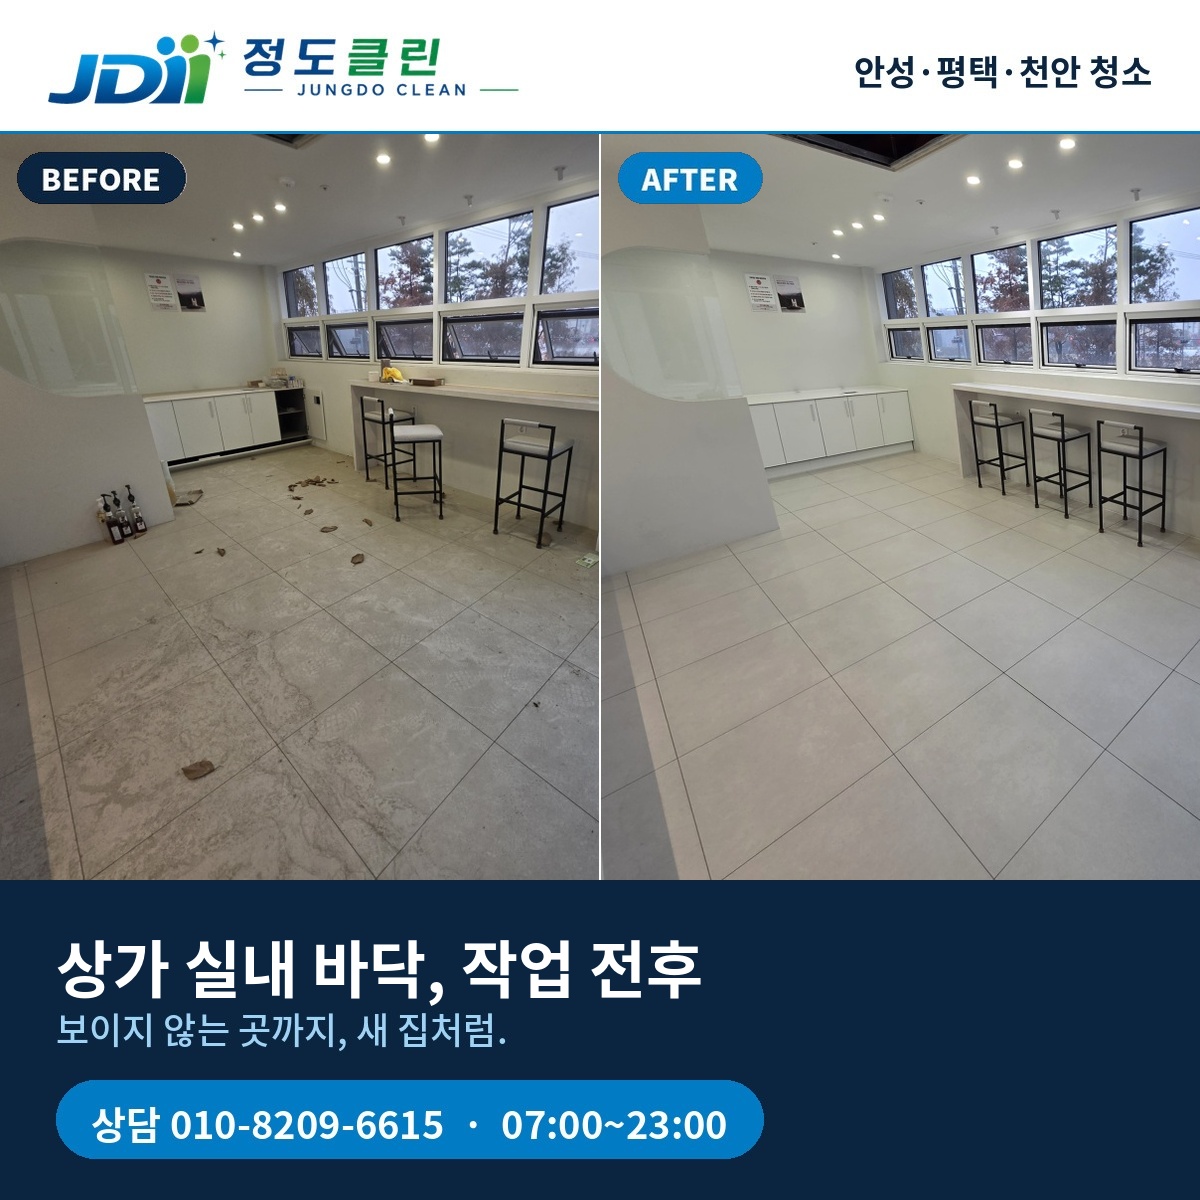 JDii 정도클린
JUNGDO CLEAN
안성·평택·천안 청소
BEFORE
AFTER
상가 실내 바닥, 작업 전후
보이지 않는 곳까지, 새 집처럼.
상담 010-8209-6615 · 07:00~23:00